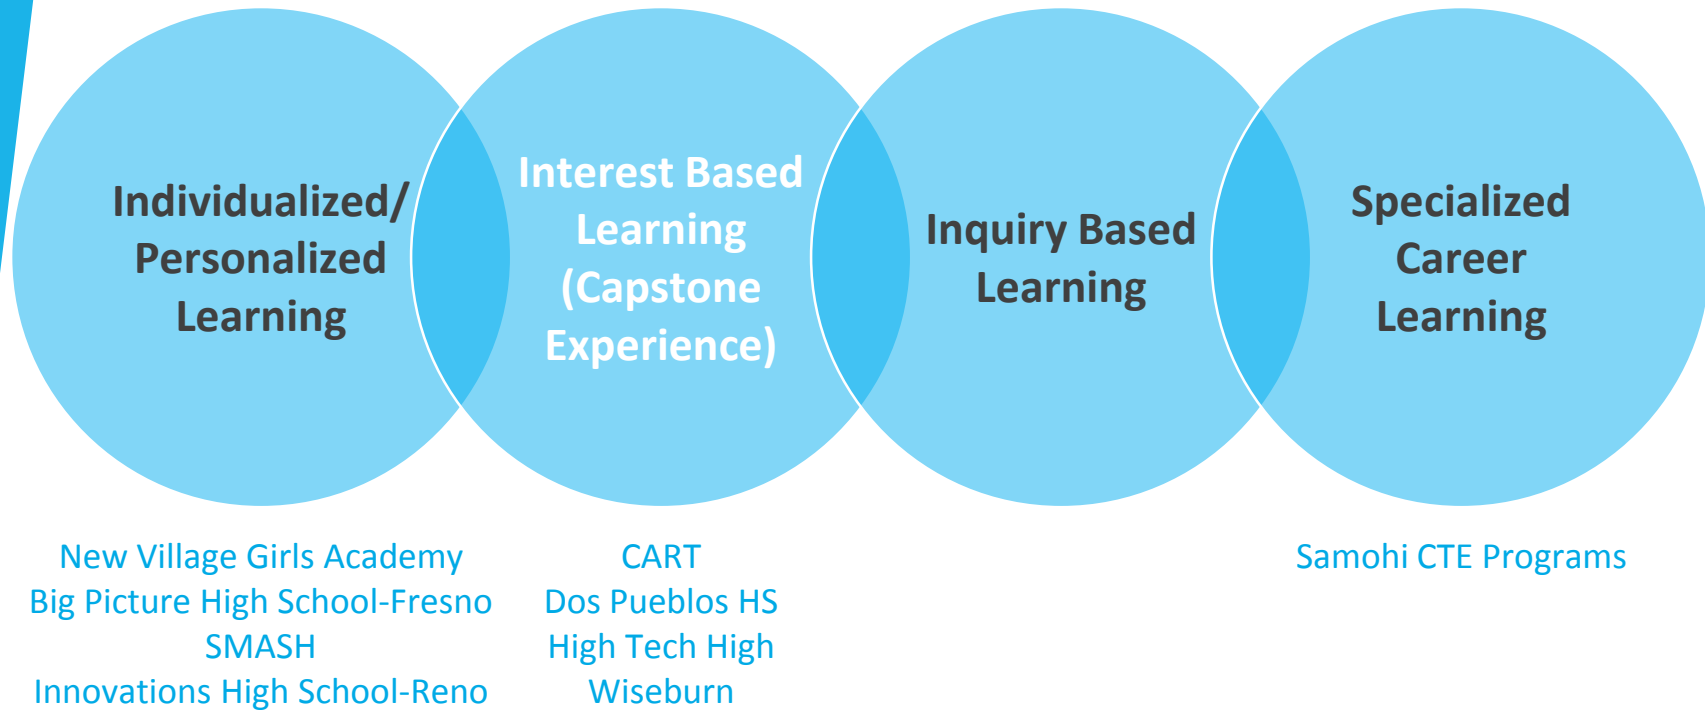 Individualized/
Personalized
Learning
Interest Based
Learning
(Capstone
Experience)
Inquiry Based
Learning
Specialized
Career
Learning
New Village Girls Academy
Big Picture High School-Fresno
SMASH
Innovations High School-Reno
CART
Dos Pueblos HS
High Tech High
Wiseburn
Samohi CTE Programs